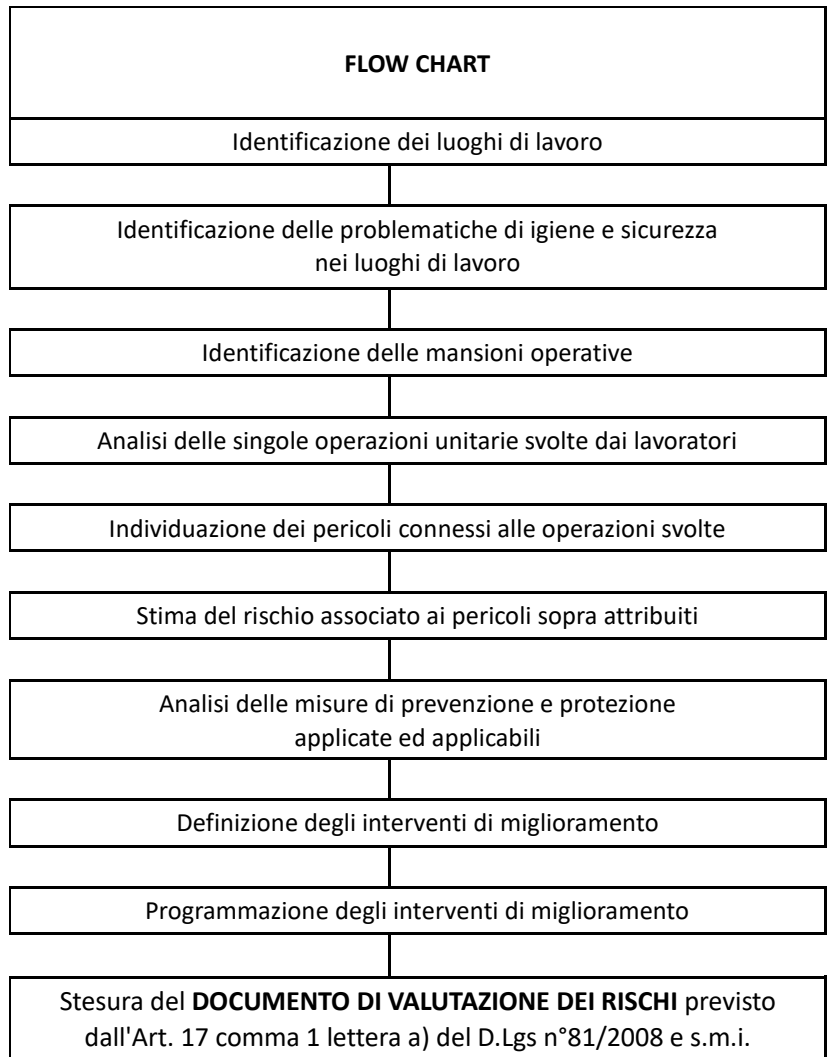 FLOW CHART
Identificazione dei luoghi di lavoro
Identificazione delle problematiche di igiene e sicurezza
nei luoghi di lavoro
Identificazione delle mansioni operative
Analisi delle singole operazioni unitarie svolte dai lavoratori
Individuazione dei pericoli connessi alle operazioni svolte
Stima del rischio associato ai pericoli sopra attribuiti
Analisi delle misure di prevenzione e protezione
applicate ed applicabili
Definizione degli interventi di miglioramento
Programmazione degli interventi di miglioramento
Stesura del DOCUMENTO DI VALUTAZIONE DEI RISCHI previsto
dall'Art. 17 comma 1 lettera a) del D.Lgs n°81/2008 e s.m.i.